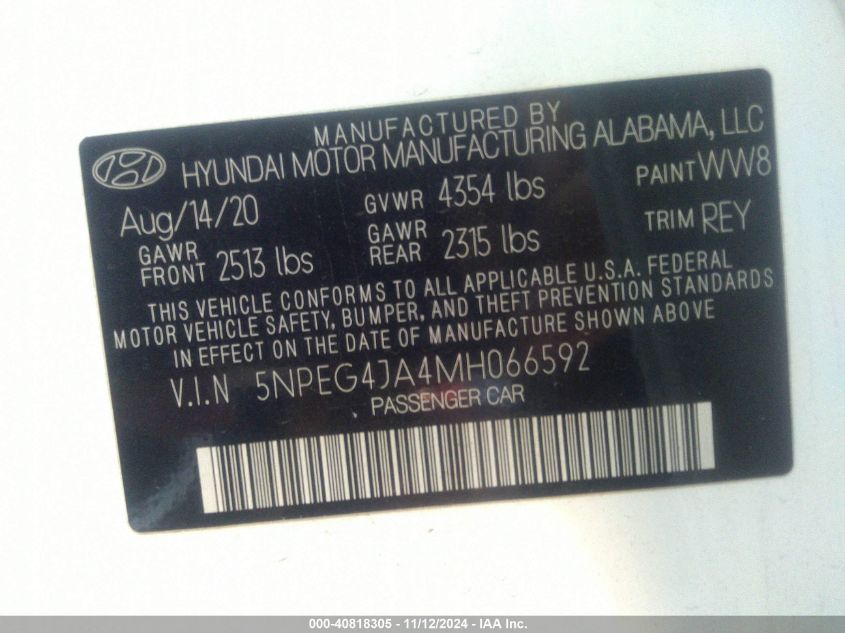 MANUFACTURED BY
HYUNDAI MOTOR MANUFACTURING ALABAMA, LLC
Aug/14/20 GVWR 4354 lbs PAINT WW8
GAWR FRONT 2513 lbs GAWR REAR 2315 lbs TRIM REY
THIS VEHICLE CONFORMS TO ALL APPLICABLE U.S.A. FEDERAL
MOTOR VEHICLE SAFETY, BUMPER, AND THEFT PREVENTION STANDARDS
IN EFFECT ON THE DATE OF MANUFACTURE SHOWN ABOVE
V.I.N 5NPEG4JA4MH066592
PASSENGER CAR
000-40818305 - 11/12/2024 - IAA Inc.